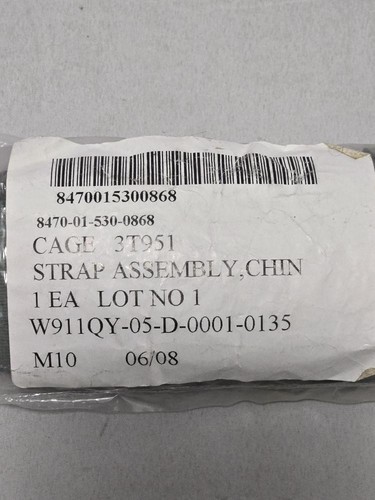 8470015300868
8470-01-530-0868
CAGE 3T951
STRAP ASSEMBLY,CHIN
1 EA LOT NO 1
W911QY-05-D-0001-0135
M10 06/08